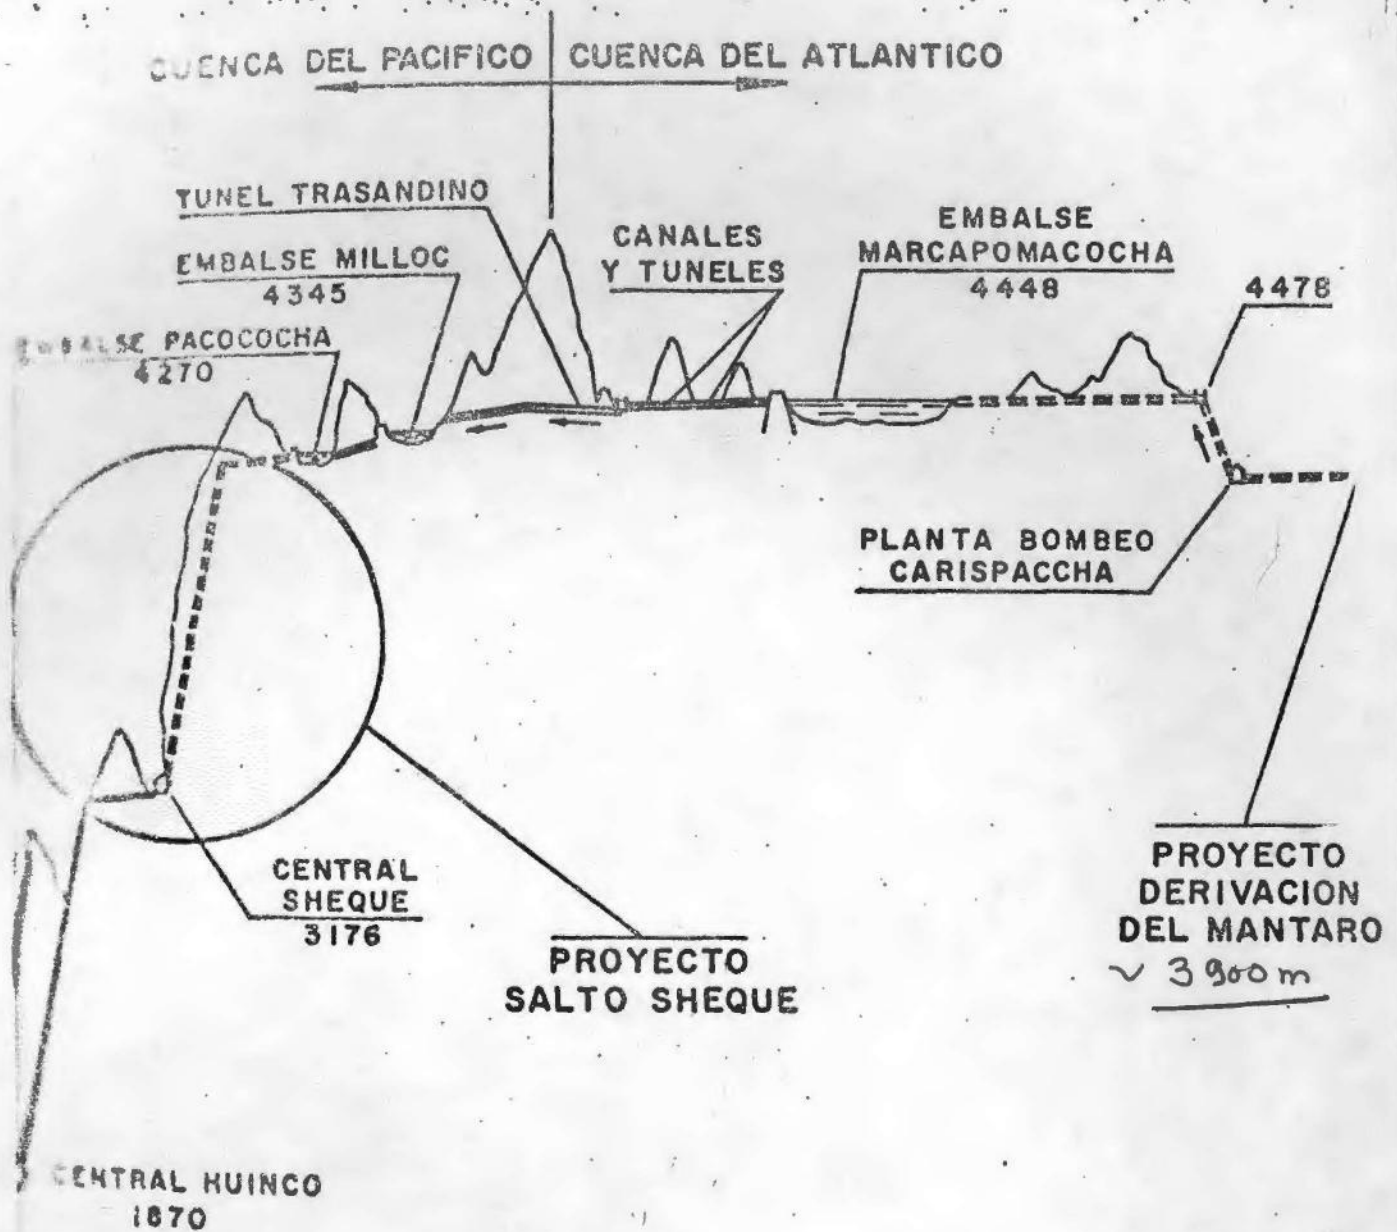 CUENCA DEL PACIFICO
CUENCA DEL ATLANTICO
TUNEL TRASANDINO
EMBALSE MILLOC
4345
EMBALSE PACOCOCHA
4270
CANALES
Y TUNELES
EMBALSE
MARCAPOMACOCHA
4448
4478
PLANTA BOMBEO
CARISPACCHA
CENTRAL
SHEQUE
3176
PROYECTO
SALTO SHEQUE
PROYECTO
DERIVACION
DEL MANTARO
~ 3900 m
CENTRAL HUINCO
1870